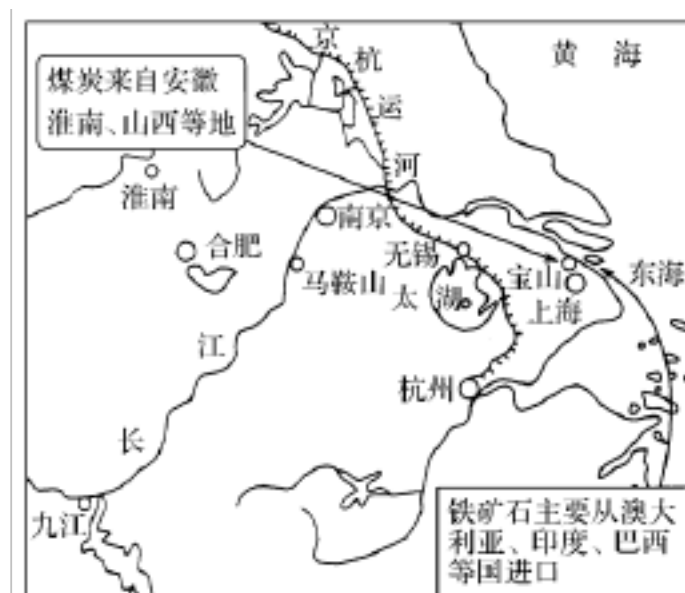 京
杭
运
河
黄 海
煤炭来自安徽
淮南、山西等地
淮南
南京
合肥
无锡
马鞍山
太 湖
宝山
上海
东海
江
杭州
长
九江
铁矿石主要从澳大
利亚、印度、巴西
等国进口